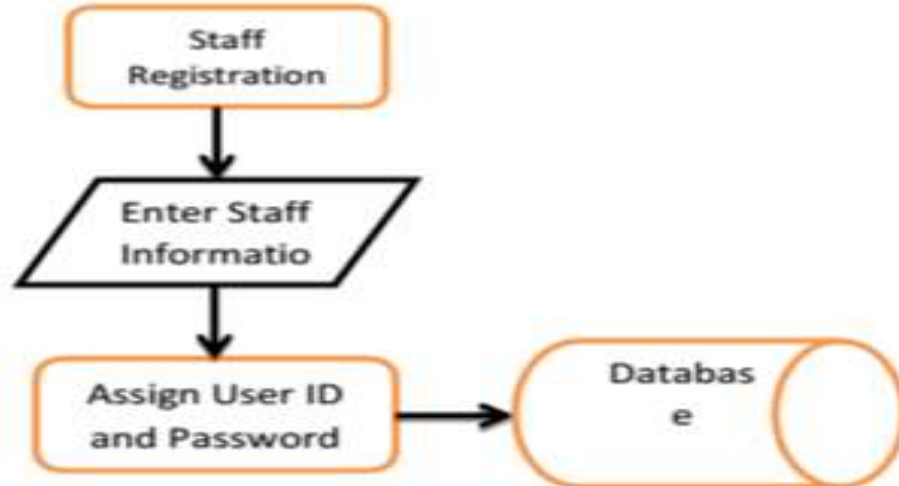 Staff
Registration
Enter Staff
Informatio
Assign User ID
and Password
Databas
e